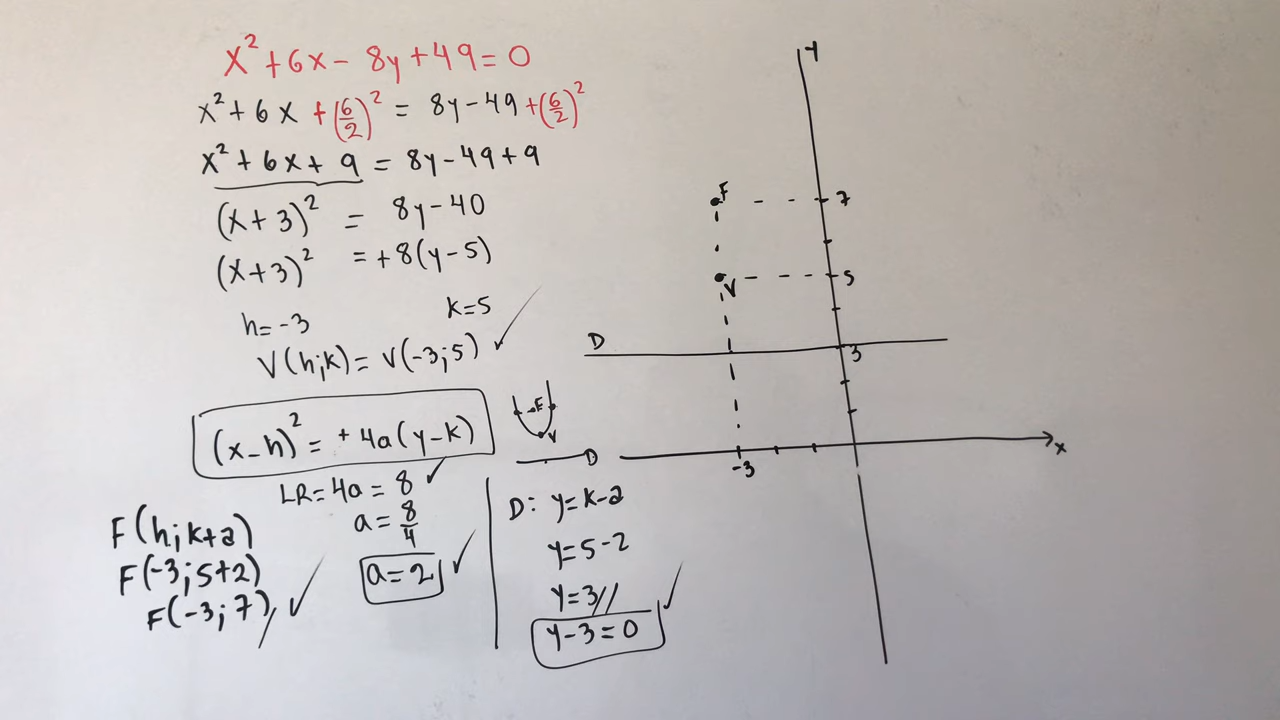 x² + 6x - 8y + 49 = 0
x² + 6x + (6/2)² = 8y - 49 + (6/2)²
x² + 6x + 9 = 8y - 49 + 9
(x + 3)² = 8y - 40
(x + 3)² = +8(y - 5)
h = -3 k = 5
V(h;k) = V(-3;5) ✓
(x - h)² = +4a(y - k)
LR = 4a = 8 ✓
a = 8/4
a = 2 ✓
F(h;k+a)
F(-3;5+2)
F(-3;7) ✓
F
V
D
D: y = k - a
y = 5 - 2
y = 3//
y - 3 = 0 ✓
Y
F
7
V
5
D
3
-3
x